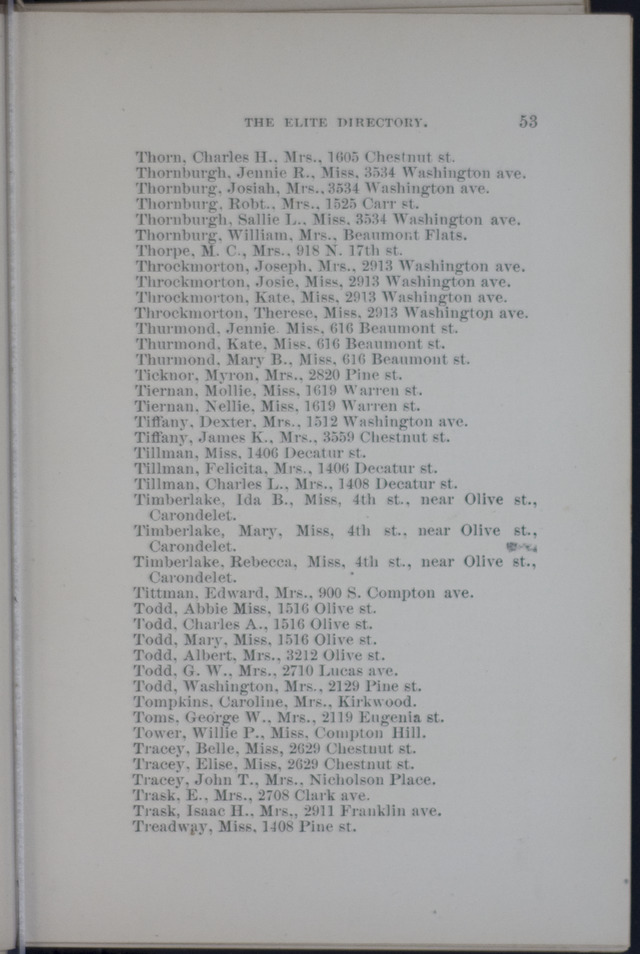 THE ELITE DIRECTORY. 53
Thorn, Charles H., Mrs., 1605 Chestnut st.
Thornburgh, Jennie R., Miss, 3534 Washington ave.
Thornburg, Josiah, Mrs., 3534 Washington ave.
Thornburg, Robt., Mrs., 1525 Carr st.
Thornburgh, Sallie L., Miss, 3534 Washington ave.
Thornburg, William, Mrs., Beaumont Flats.
Thorpe, M. C., Mrs., 918 N. 17th st.
Throckmorton, Joseph, Mrs., 2913 Washington ave.
Throckmorton, Josie, Miss, 2913 Washington ave.
Throckmorton, Kate, Miss, 2913 Washington ave.
Throckmorton, Therese, Miss, 2913 Washington ave.
Thurmond, Jennie Miss, 616 Beaumont st.
Thurmond, Kate, Miss, 616 Beaumont st.
Thurmond, Mary B., Miss, 616 Beaumont st.
Ticknor, Myron, Mrs., 2820 Pine st.
Tiernan, Mollie, Miss, 1619 Warren st.
Tiernan, Nellie, Miss, 1619 Warren st.
Tiffany, Dexter, Mrs., 1512 Washington ave.
Tiffany, James K., Mrs., 3559 Chestnut st.
Tillman, Miss, 1406 Decatur st.
Tillman, Felicita, Mrs., 1406 Decatur st.
Tillman, Charles L., Mrs., 1408 Decatur st.
Timberlake, Ida B., Miss, 4th st., near Olive st.,
Carondelet.
Timberlake, Mary, Miss, 4th st., near Olive st.,
Carondelet.
Timberlake, Rebecca, Miss, 4th st., near Olive st.,
Carondelet.
Tittman, Edward, Mrs., 900 S. Compton ave.
Todd, Abbie Miss, 1516 Olive st.
Todd, Charles A., 1516 Olive st.
Todd, Mary, Miss, 1516 Olive st.
Todd, Albert, Mrs., 3212 Olive st.
Todd, G. W., Mrs., 2710 Lucas ave.
Todd, Washington, Mrs., 2129 Pine st.
Tompkins, Caroline, Mrs., Kirkwood.
Toms, George W., Mrs., 2119 Eugenia st.
Tower, Willie P., Miss, Compton Hill.
Tracey, Belle, Miss, 2629 Chestnut st.
Tracey, Elise, Miss, 2629 Chestnut st.
Tracey, John T., Mrs., Nicholson Place.
Trask, E., Mrs., 2708 Clark ave.
Trask, Isaac H., Mrs., 2911 Franklin ave.
Treadway, Miss, 1408 Pine st.